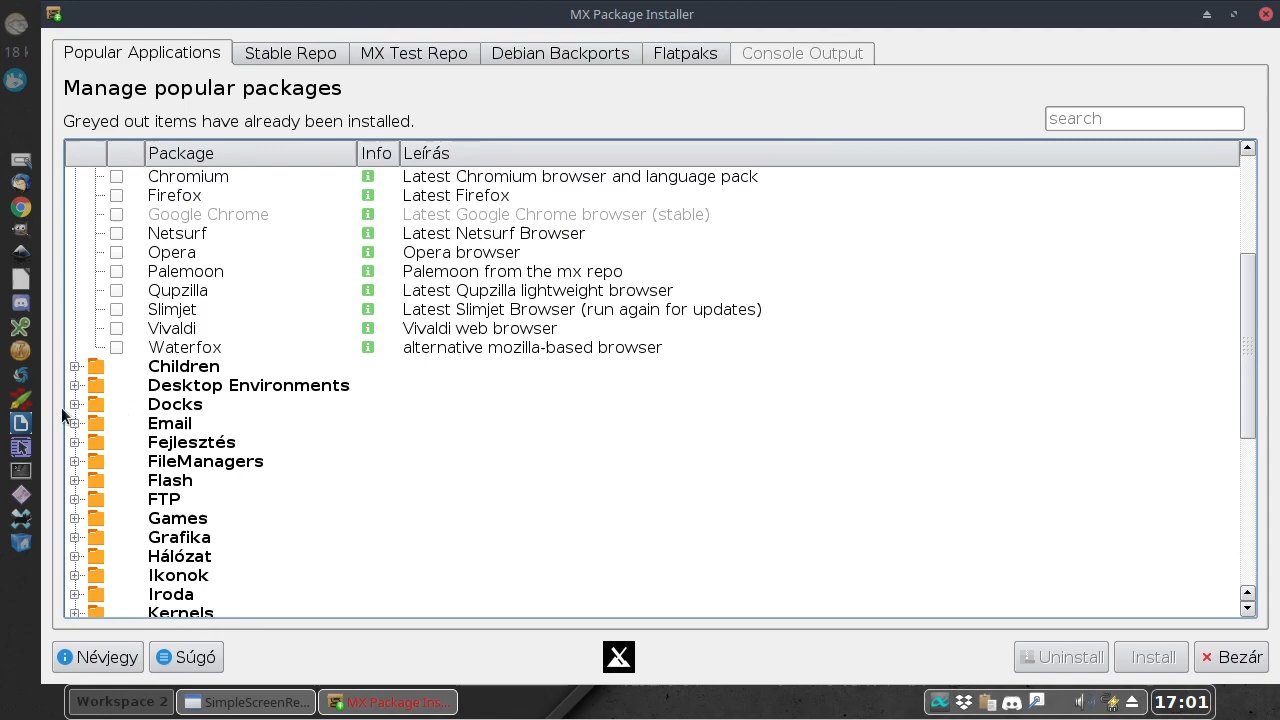 MX Package Installer
18
Popular Applications Stable Repo MX Test Repo Debian Backports Flatpaks Console Output
Manage popular packages
Greyed out items have already been installed.
search
Package Info Leírás
Chromium Latest Chromium browser and language pack
Firefox Latest Firefox
Google Chrome Latest Google Chrome browser (stable)
Netsurf Latest Netsurf Browser
Opera Opera browser
Palemoon Palemoon from the mx repo
Qupzilla Latest Qupzilla lightweight browser
Slimjet Latest Slimjet Browser (run again for updates)
Vivaldi Vivaldi web browser
Waterfox alternative mozilla-based browser
Children
Desktop Environments
Docks
Email
Fejlesztés
FileManagers
Flash
FTP
Games
Grafika
Hálózat
Ikonok
Iroda
Kernels
Névjegy Súgó Uninstall Install Bezár
Workspace 2 SimpleScreenRe... MX Package Ins... 17:01